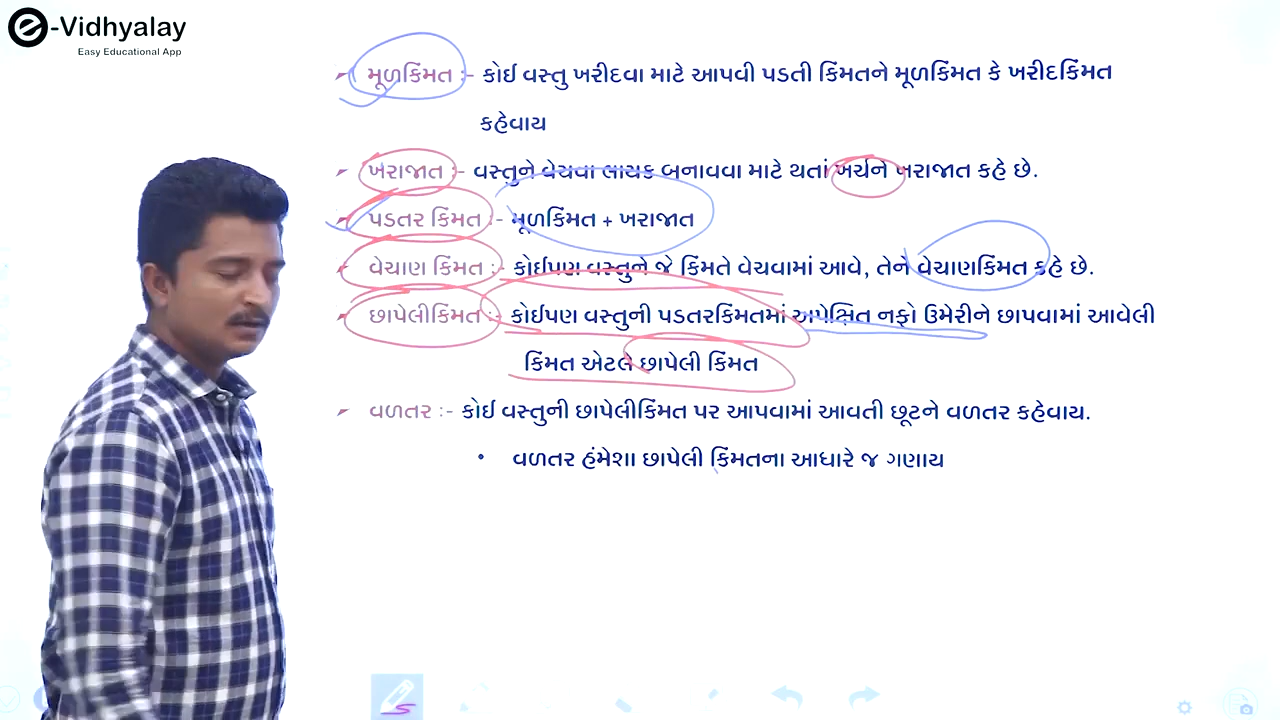 e-Vidhyalay
Easy Educational App
મૂળકિંમત :- કોઈ વસ્તુ ખરીદવા માટે આપવી પડતી કિંમતને મૂળકિંમત કે ખરીદકિંમત
કહેવાય
ખરાજાત :- વસ્તુને વેચવા લાયક બનાવવા માટે થતાં ખર્ચને ખરાજાત કહે છે.
પડતર કિંમત :- મૂળકિંમત + ખરાજાત
વેચાણ કિંમત :- કોઈપણ વસ્તુને જે કિંમતે વેચવામાં આવે, તેને વેચાણકિંમત કહે છે.
છાપેલીકિંમત :- કોઈપણ વસ્તુની પડતરકિંમતમાં અપેક્ષિત નફો ઉમેરીને છાપવામાં આવેલી
કિંમત એટલે છાપેલી કિંમત
વળતર :- કોઈ વસ્તુની છાપેલીકિંમત પર આપવામાં આવતી છૂટને વળતર કહેવાય.
• વળતર હંમેશા છાપેલી કિંમતના આધારે જ ગણાય